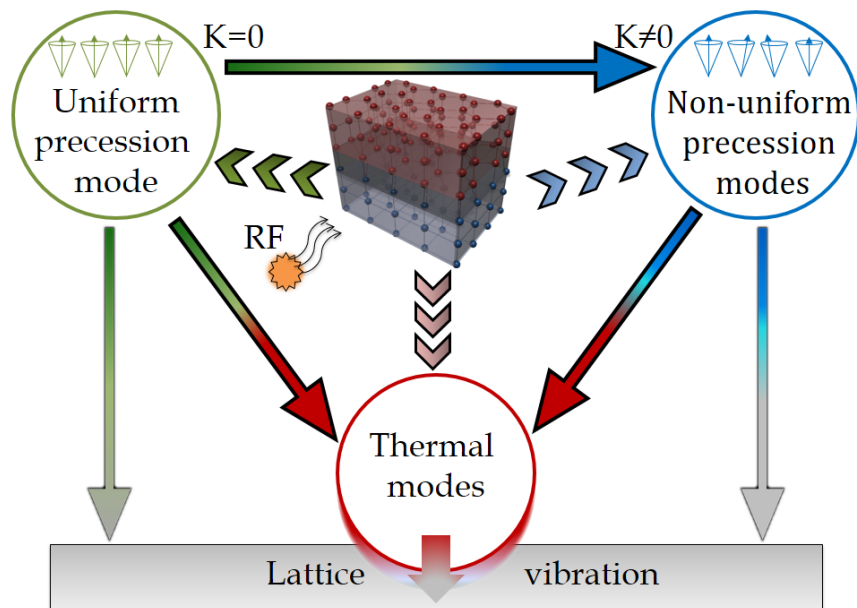 K=0
K≠0
Uniform
precession
mode
Non-uniform
precession
modes
RF
Thermal
modes
Lattice vibration